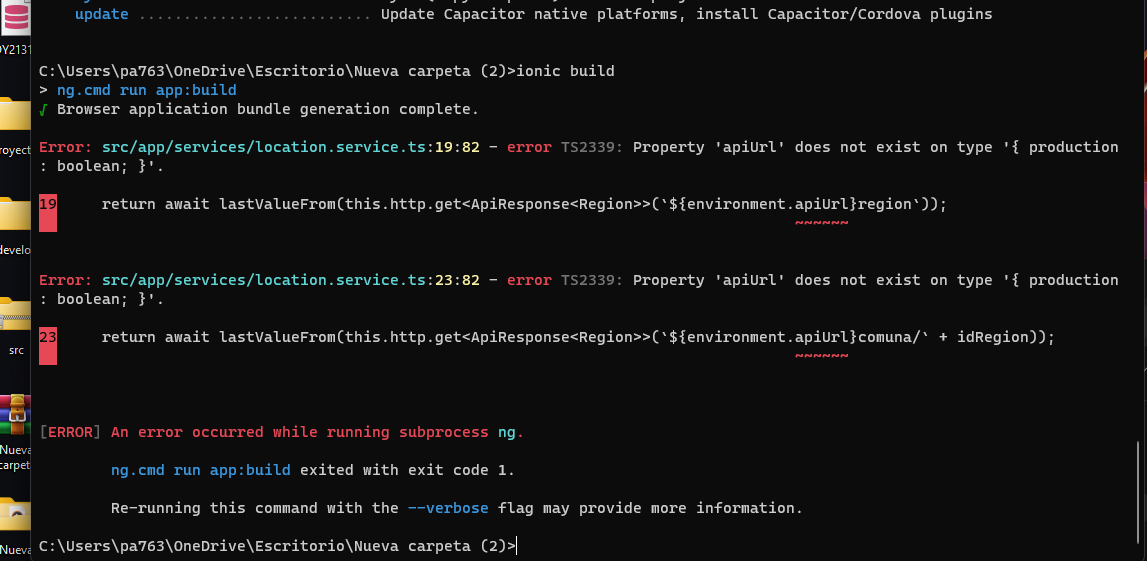 update .......................... Update Capacitor native platforms, install Capacitor/Cordova plugins
C:\Users\pa763\OneDrive\Escritorio\Nueva carpeta (2)>ionic build
> ng.cmd run app:build
√ Browser application bundle generation complete.
Error: src/app/services/location.service.ts:19:82 - error TS2339: Property 'apiUrl' does not exist on type '{ production
: boolean; }'.
19     return await lastValueFrom(this.http.get<ApiResponse<Region>>(`${environment.apiUrl}region`));
~~~~~~
Error: src/app/services/location.service.ts:23:82 - error TS2339: Property 'apiUrl' does not exist on type '{ production
: boolean; }'.
23     return await lastValueFrom(this.http.get<ApiResponse<Region>>(`${environment.apiUrl}comuna/` + idRegion));
~~~~~~
[ERROR] An error occurred while running subprocess ng.
ng.cmd run app:build exited with exit code 1.
Re-running this command with the --verbose flag may provide more information.
C:\Users\pa763\OneDrive\Escritorio\Nueva carpeta (2)>
DY2131
royect
develo
src
Nueva
carpet
Nueva